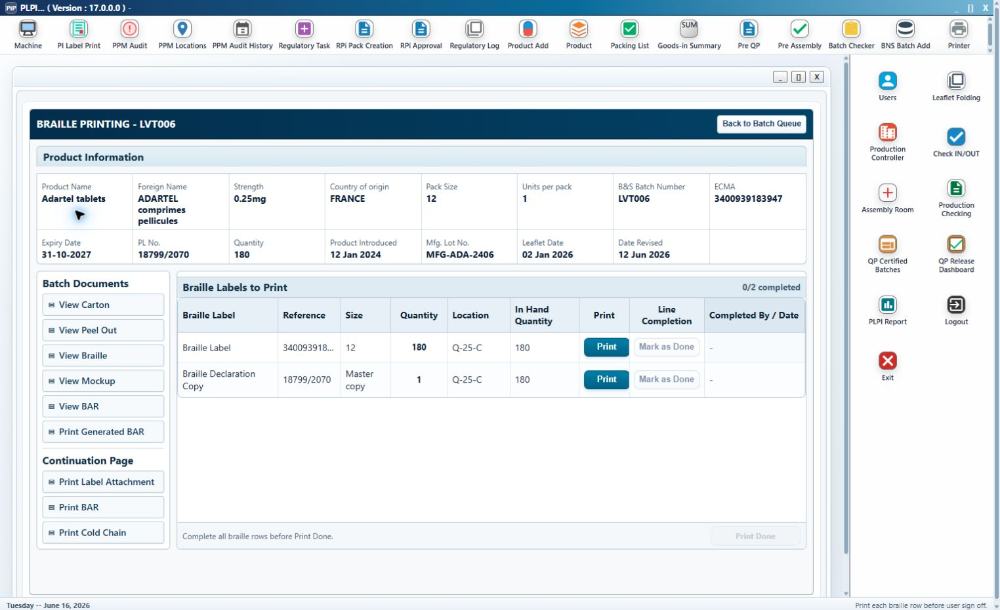 PiP PLPI... ( Version : 17.0.0.0 ) -
_ [] X
Machine
PI Label Print
PPM Audit
PPM Locations
PPM Audit History
Regulatory Task
RPi Pack Creation
RPi Approval
Regulatory Log
Product Add
Product
Packing List
SUM
Goods-in Summary
Pre QP
Pre Assembly
Batch Checker
BNS Batch Add
Printer
_ [] X
BRAILLE PRINTING - LVT006
Back to Batch Queue
Product Information
Product Name
Adartel tablets
Foreign Name
ADARTEL
comprimes
pellicules
Strength
0.25mg
Country of origin
FRANCE
Pack Size
12
Units per pack
1
B&S Batch Number
LVT006
ECMA
3400939183947
Expiry Date
31-10-2027
PL No.
18799/2070
Quantity
180
Product Introduced
12 Jan 2024
Mfg. Lot No.
MFG-ADA-2406
Leaflet Date
02 Jan 2026
Date Revised
12 Jun 2026
Batch Documents
View Carton
View Peel Out
View Braille
View Mockup
View BAR
Print Generated BAR
Continuation Page
Print Label Attachment
Print BAR
Print Cold Chain
Braille Labels to Print
0/2 completed
Braille Label
Reference
Size
Quantity
Location
In Hand
Quantity
Print
Line
Completion
Completed By / Date
Braille Label
340093918...
12
180
Q-25-C
180
Print
Mark as Done
-
Braille Declaration
Copy
18799/2070
Master
copy
1
Q-25-C
180
Print
Mark as Done
-
Complete all braille rows before Print Done.
Print Done
Users
Leaflet Folding
Production
Controller
Check IN/OUT
Assembly Room
Production
Checking
QP Certified
Batches
QP Release
Dashboard
PLPI Report
Logout
Exit
Tuesday -- June 16, 2026
Print each braille row before user sign off.